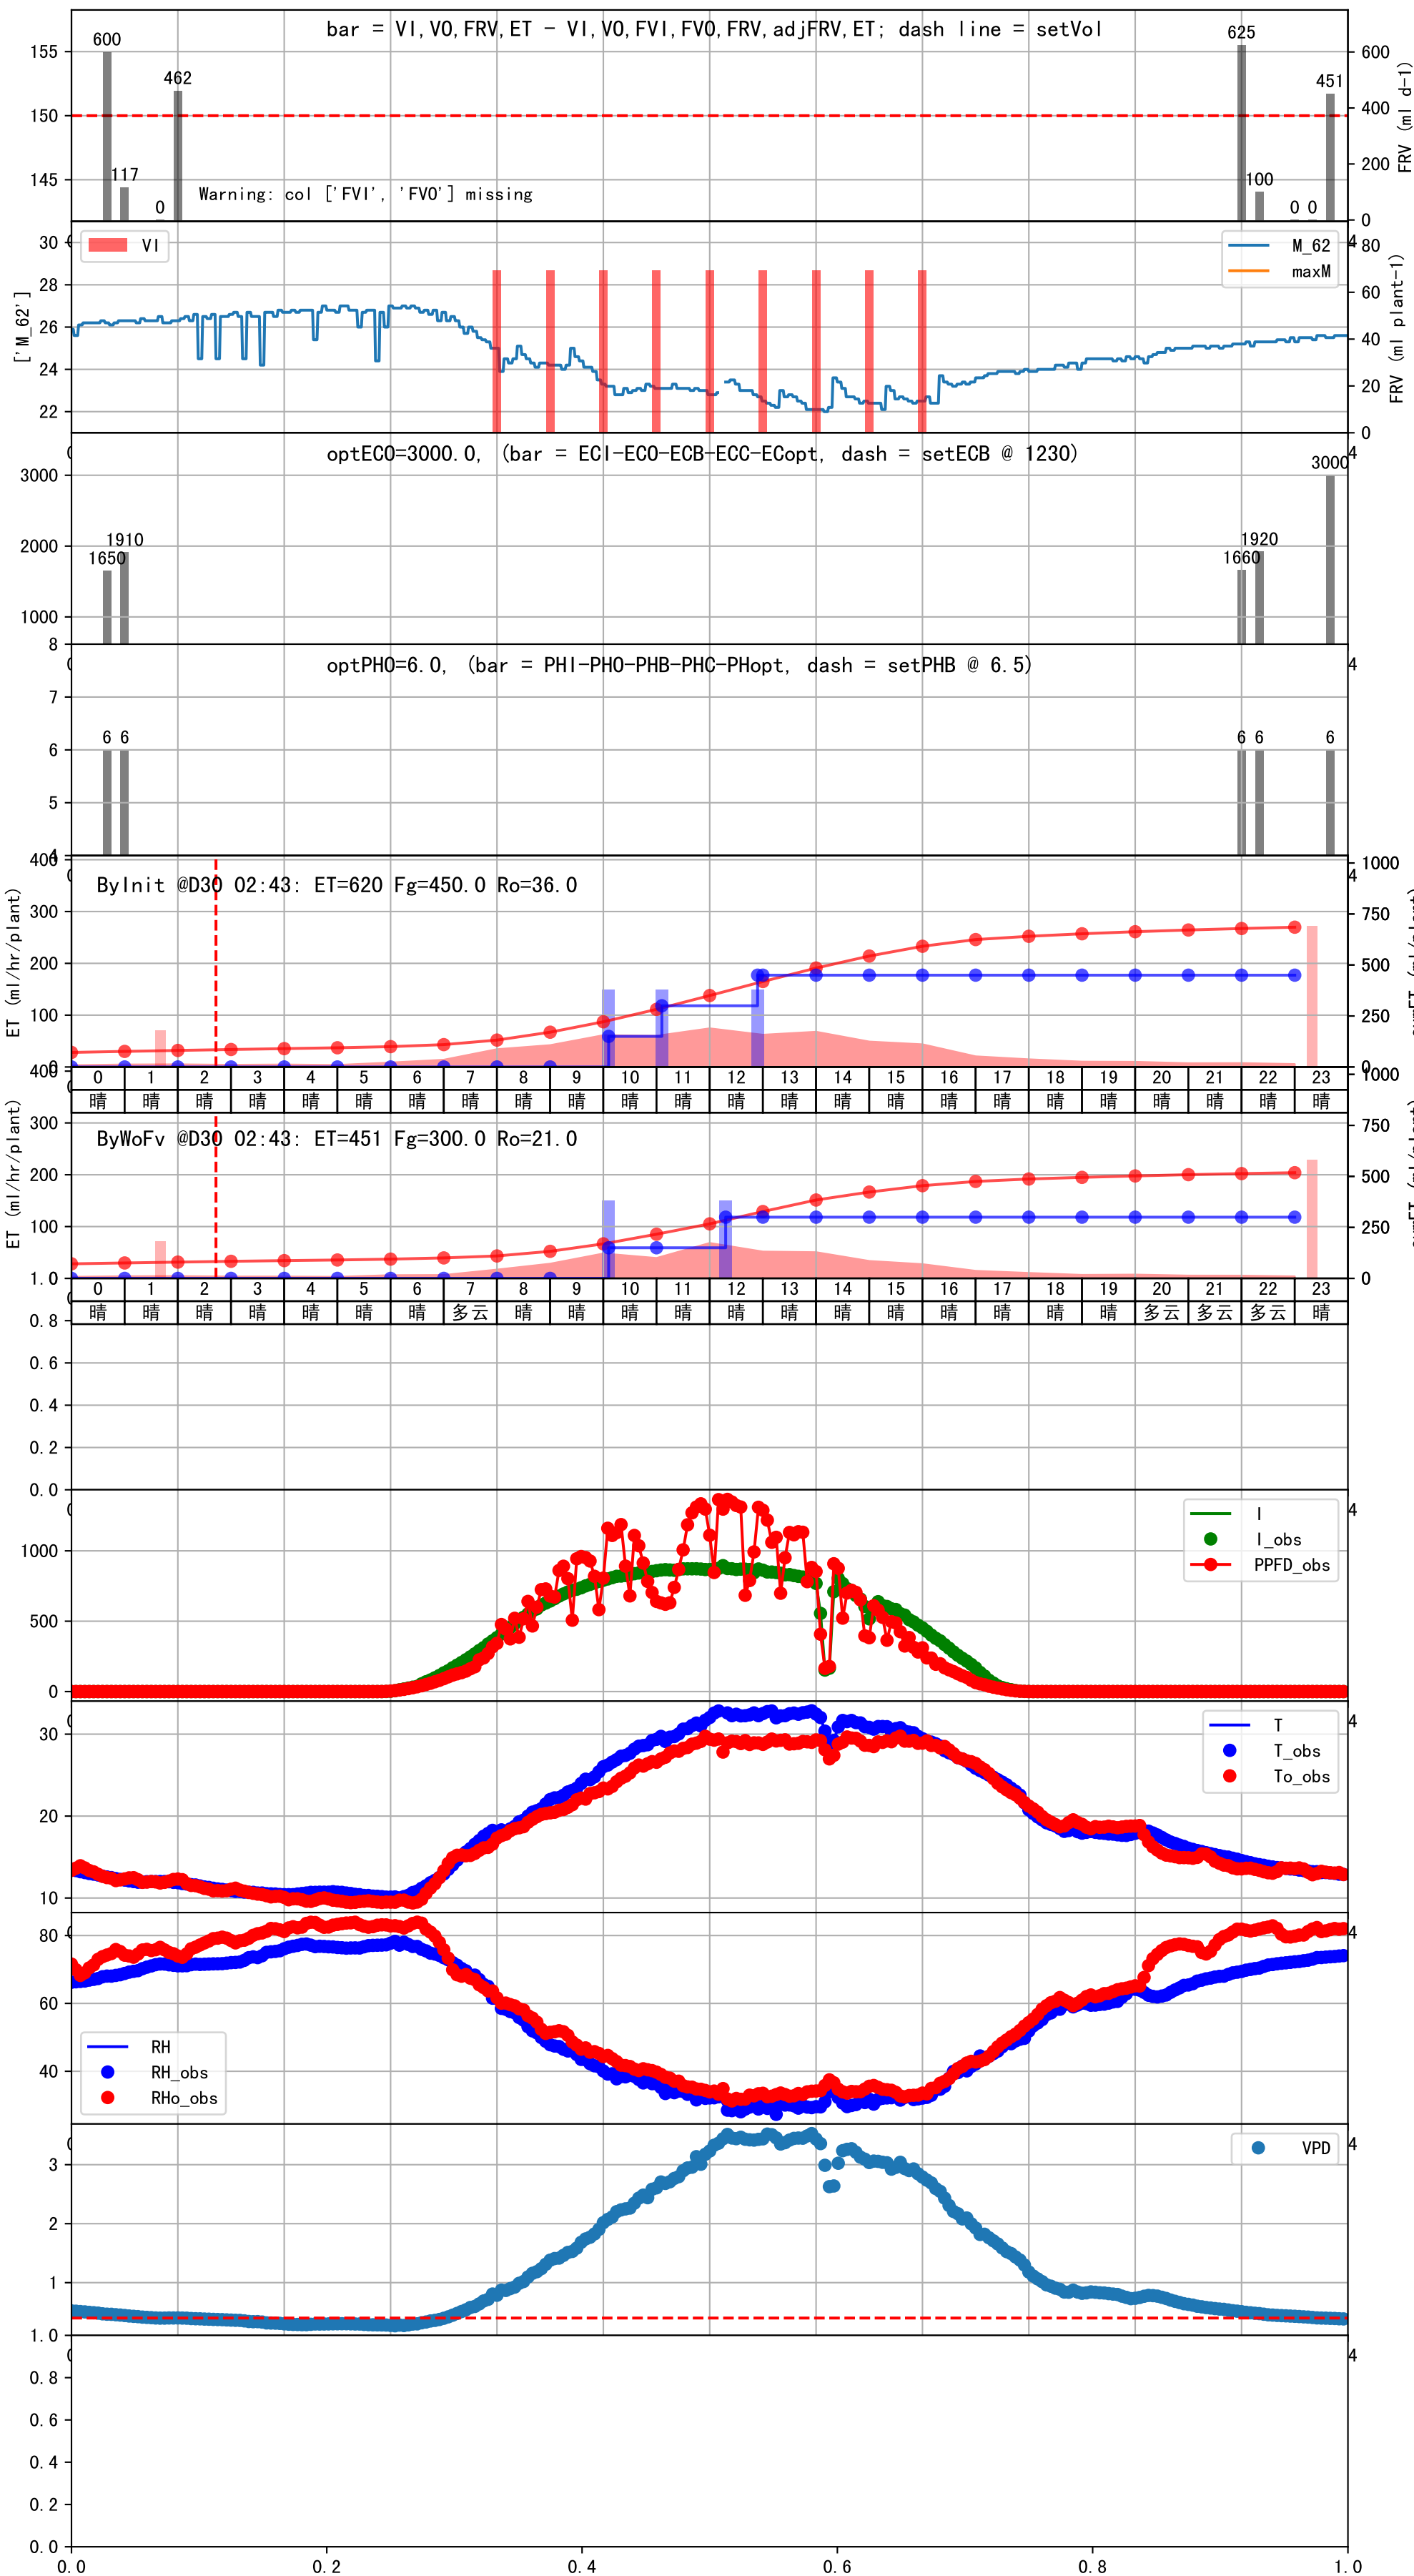 bar = VI,VO,FRV,ET - VI,VO,FVI,FVO,FRV,adjFRV,ET; dash line = setVol
600 117 0 462 625 100 0 0 451
155 150 145
600 400 200 0
FRV (ml d-1)
Warning: col ['FVI', 'FVO'] missing
VI
M_62
maxM
['M_62']
30 28 26 24 22
80 60 40 20 0
FRV (ml plant-1)
optECO=3000.0, (bar = ECI-ECO-ECB-ECC-ECopt, dash = setECB @ 1230)
3000 2000 1000
1650 1910 1660 1920 3000
optPHO=6.0, (bar = PHI-PHO-PHB-PHC-PHopt, dash = setPHB @ 6.5)
8 7 6 5 4
6 6 6 6 6
ByInit @D30 02:43: ET=620 Fg=450.0 Ro=36.0
ET (ml/hr/plant)
400 300 200 100 0
1000 750 500 250 0
0 1 2 3 4 5 6 7 8 9 10 11 12 13 14 15 16 17 18 19 20 21 22 23
晴 晴 晴 晴 晴 晴 晴 晴 晴 晴 晴 晴 晴 晴 晴 晴 晴 晴 晴 晴 晴 晴 晴 晴
ByWoFv @D30 02:43: ET=451 Fg=300.0 Ro=21.0
ET (ml/hr/plant)
400 300 200 100
1000 750 500 250 0
0 1 2 3 4 5 6 7 8 9 10 11 12 13 14 15 16 17 18 19 20 21 22 23
晴 晴 晴 晴 晴 晴 晴 多云 晴 晴 晴 晴 晴 晴 晴 晴 晴 晴 晴 晴 多云 多云 多云 晴
1.0 0.8 0.6 0.4 0.2 0.0
I
I_obs
PPFD_obs
1000 500 0
T
T_obs
To_obs
30 20 10
80 60 40
RH
RH_obs
RHo_obs
VPD
3 2 1
1.0 0.8 0.6 0.4 0.2 0.0
0.0 0.2 0.4 0.6 0.8 1.0